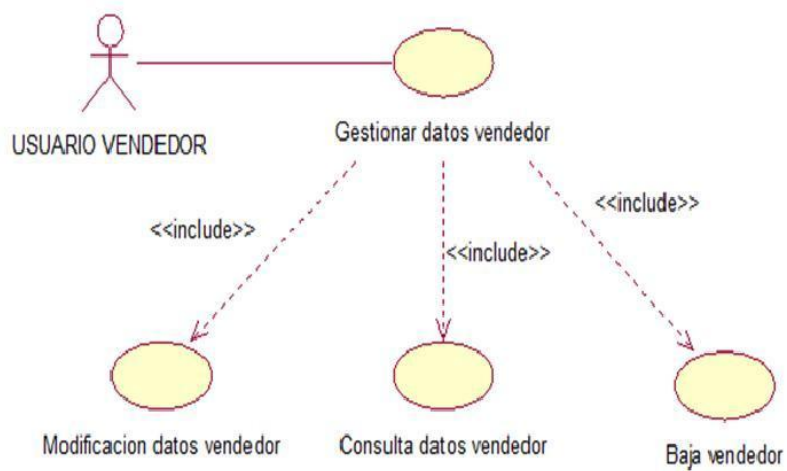 USUARIO VENDEDOR
Gestionar datos vendedor
<<include>>
<<include>>
<<include>>
Modificacion datos vendedor
Consulta datos vendedor
Baja vendedor